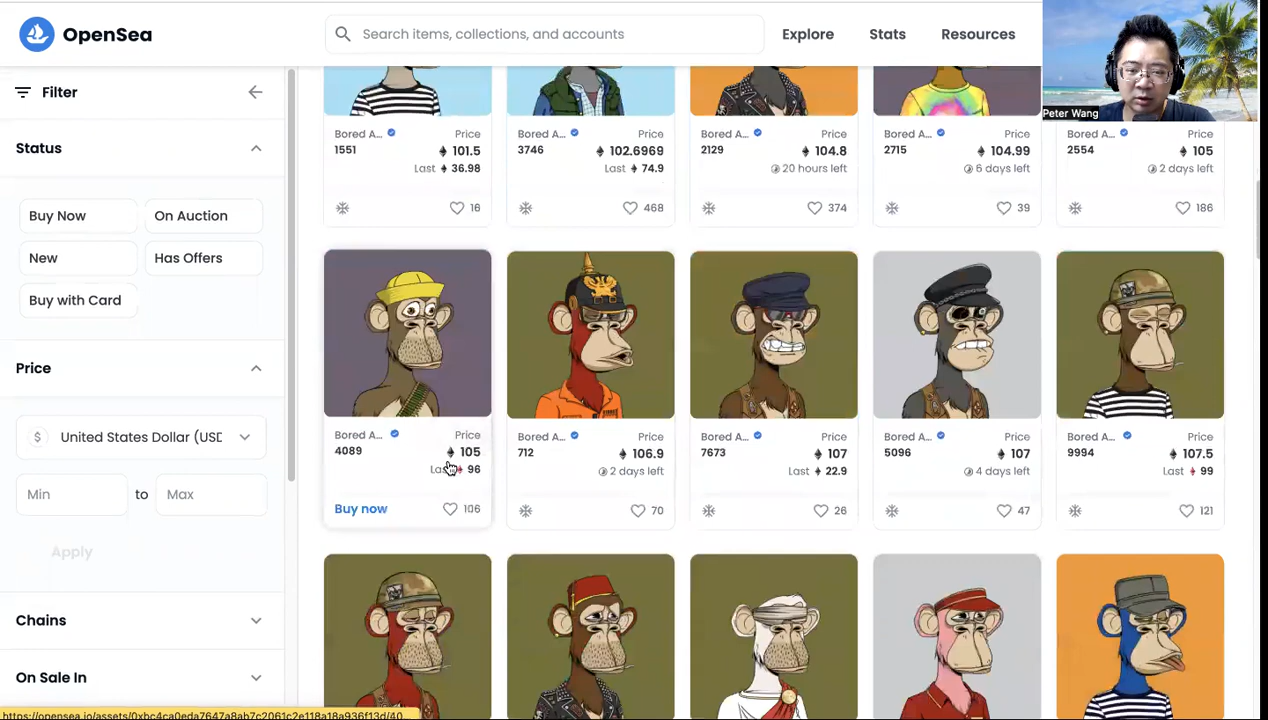 OpenSea
Search items, collections, and accounts
Explore
Stats
Resources
Peter Wang
Filter
Status
Buy Now
On Auction
New
Has Offers
Buy with Card
Price
$
United States Dollar (USD
Min
to
Max
Apply
Chains
On Sale In
Bored A...
Price
1551
101.5
Last 36.98
16
Bored A...
Price
3746
102.6969
Last 74.9
468
Bored A...
Price
2129
104.8
20 hours left
374
Bored A...
Price
2715
104.99
6 days left
39
Bored A...
Price
2554
105
2 days left
186
Bored A...
Price
4089
105
96
Buy now
106
Bored A...
Price
712
106.9
2 days left
70
Bored A...
Price
7673
107
Last 22.9
26
Bored A...
Price
5096
107
4 days left
47
Bored A...
Price
9994
107.5
Last 99
121